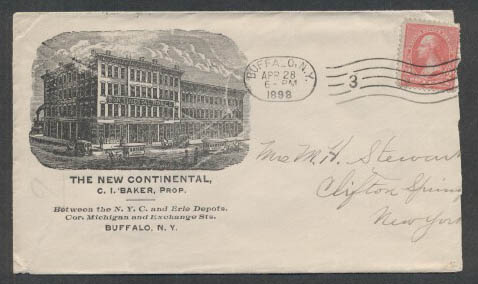 THE NEW CONTINENTAL,
C. I. BAKER, PROP.
Between the N. Y. C. and Erie Depots.
Cor. Michigan and Exchange Sts.
BUFFALO, N. Y.
BUFFALO, N.Y.
APR 28
6- PM
1898
3
Mrs M. H. Stewart
Clifton Spring
New York